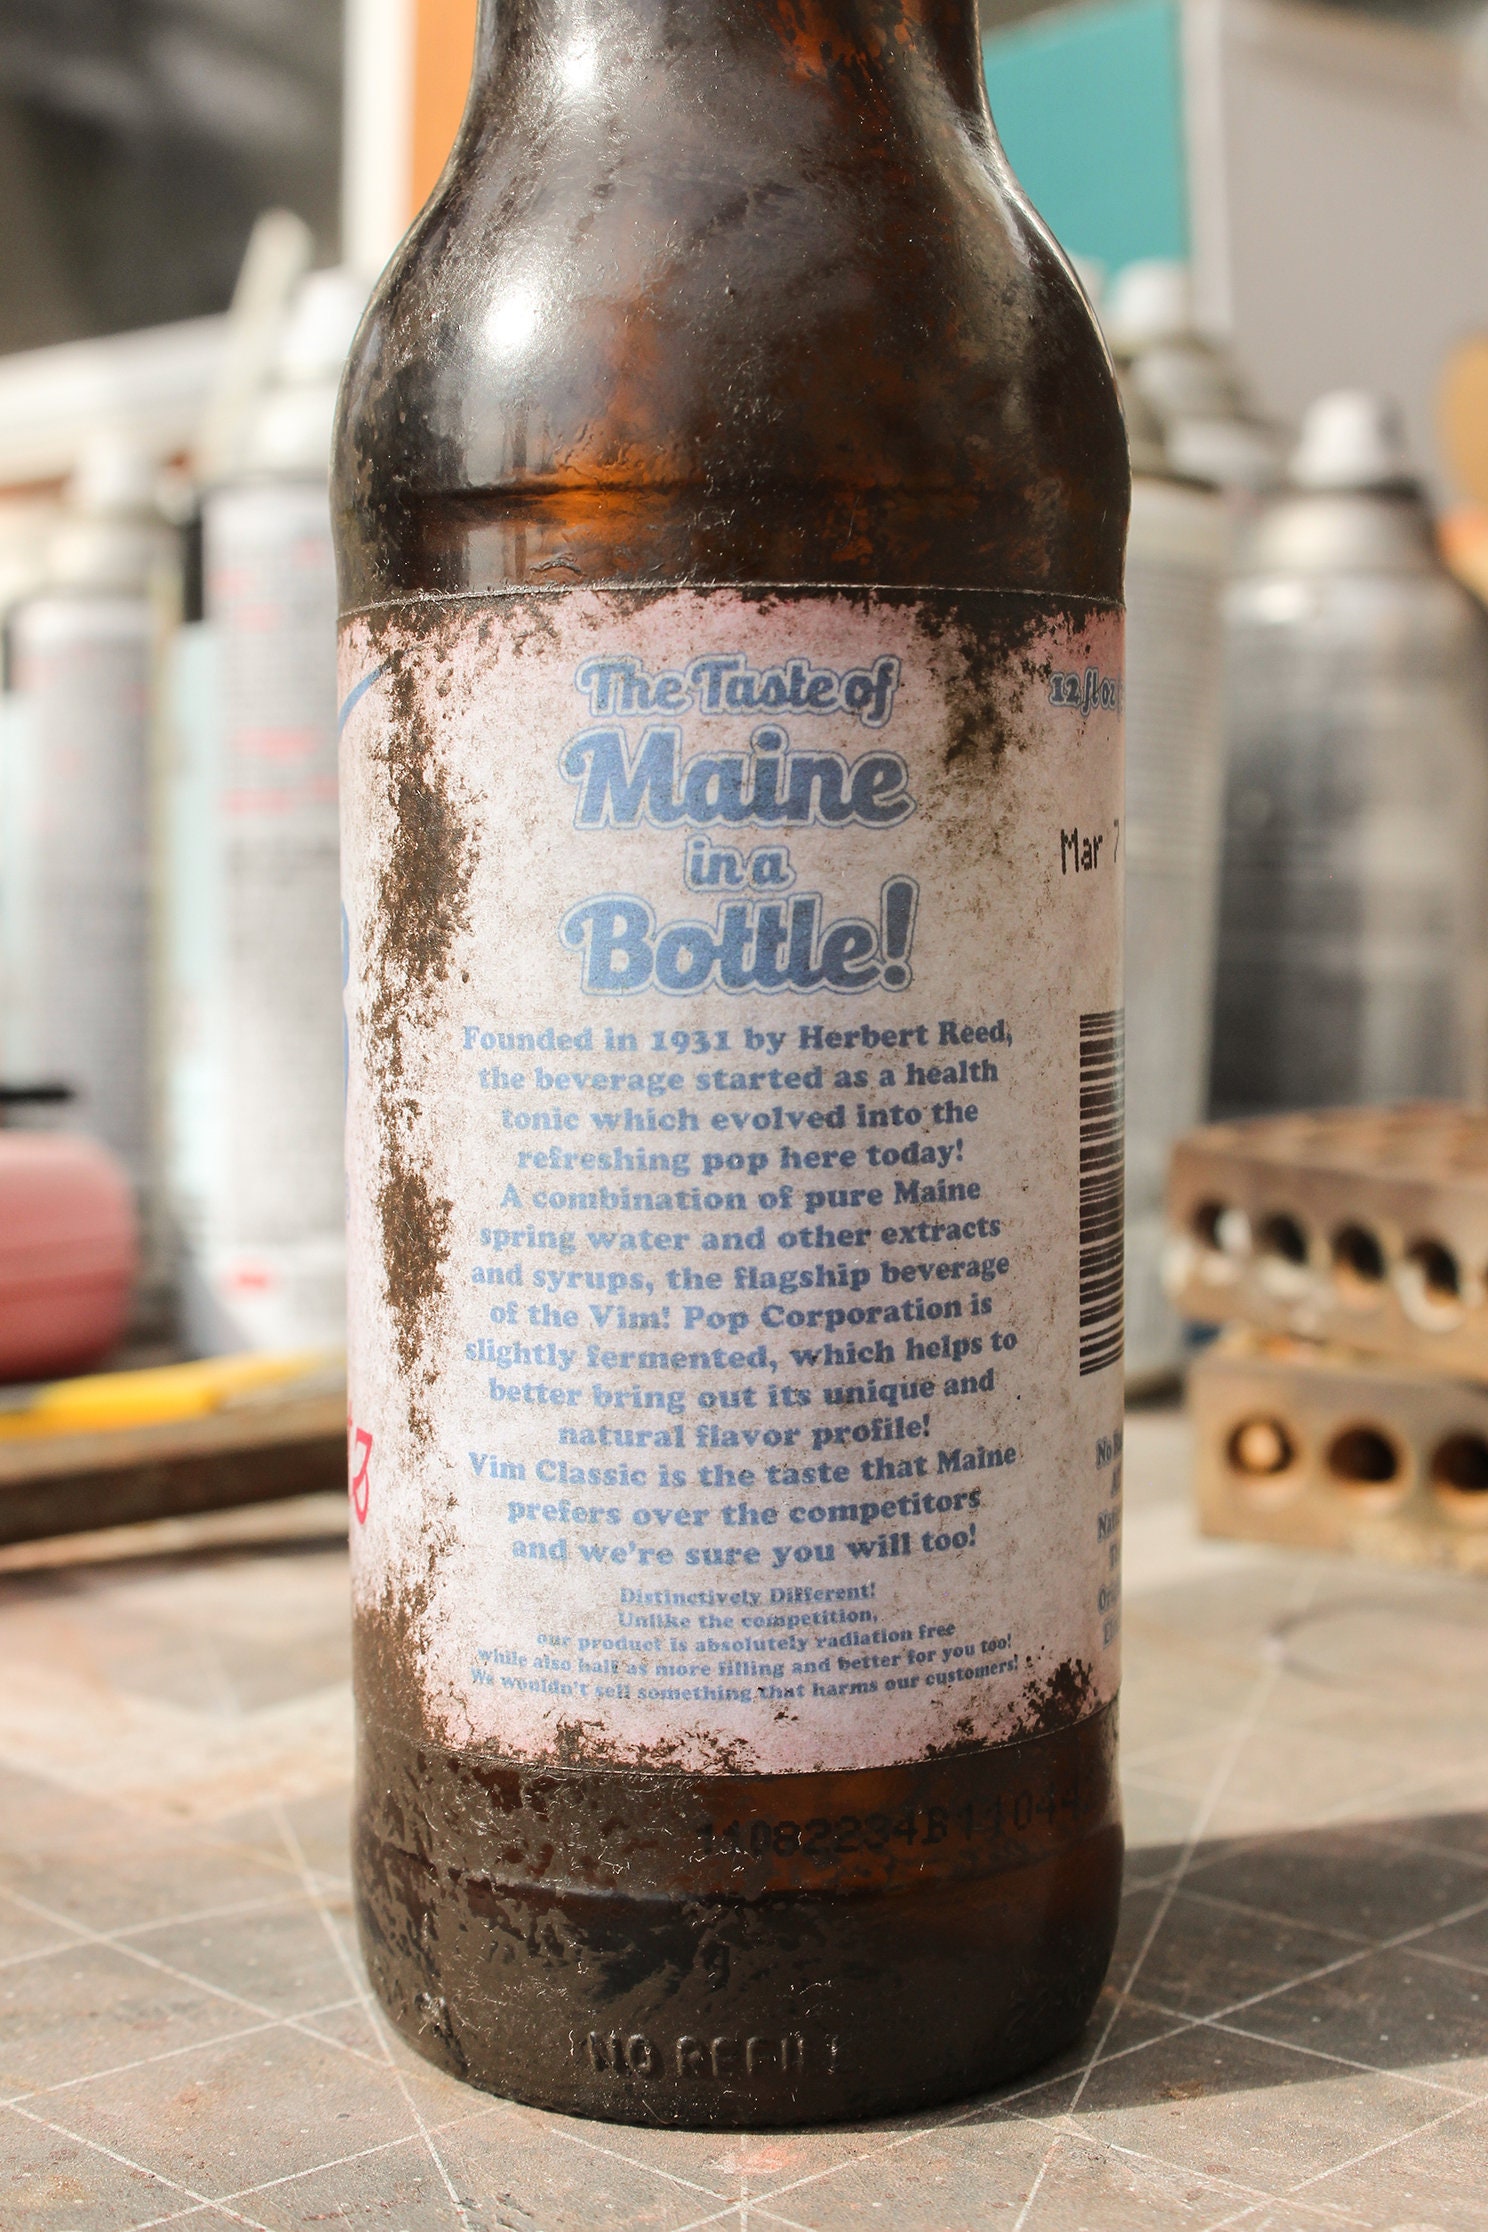 The Taste of
Maine
in a
Bottle!
Founded in 1931 by Herbert Reed,
the beverage started as a health
tonic which evolved into the
refreshing pop here today!
A combination of pure Maine
spring water and other extracts
and syrups, the flagship beverage
of the Vim! Pop Corporation is
slightly fermented, which helps to
better bring out its unique and
natural flavor profile!
Vim Classic is the taste that Maine
prefers over the competitors
and we're sure you will too!
Distinctively Different!
Unlike the competition,
our product is absolutely radiation free
while also half as more filling and better for you too!
We wouldn't sell something that harms our customers!
12 fl oz
Mar 7
No
11082234B11044
NO REFILL